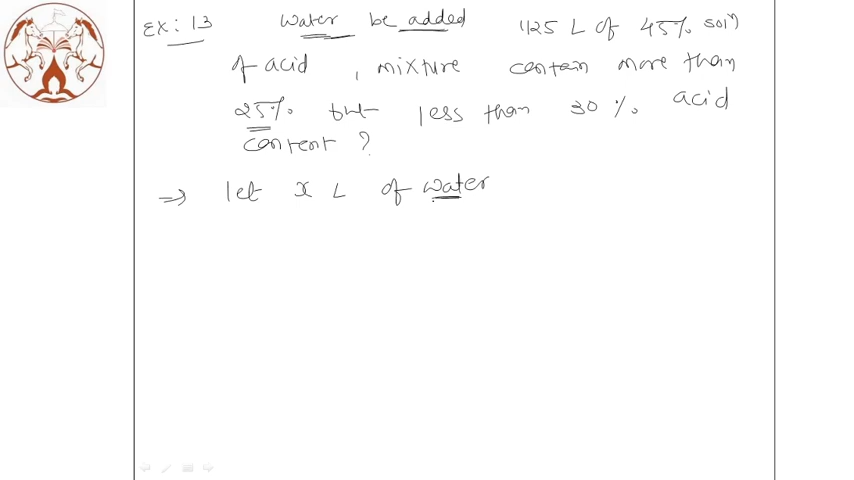 Ex: 13 water be added 1125 L of 45% solⁿ
of acid, mixture contain more than
25% but less than 30% acid
content ?
⇒ let x L of water